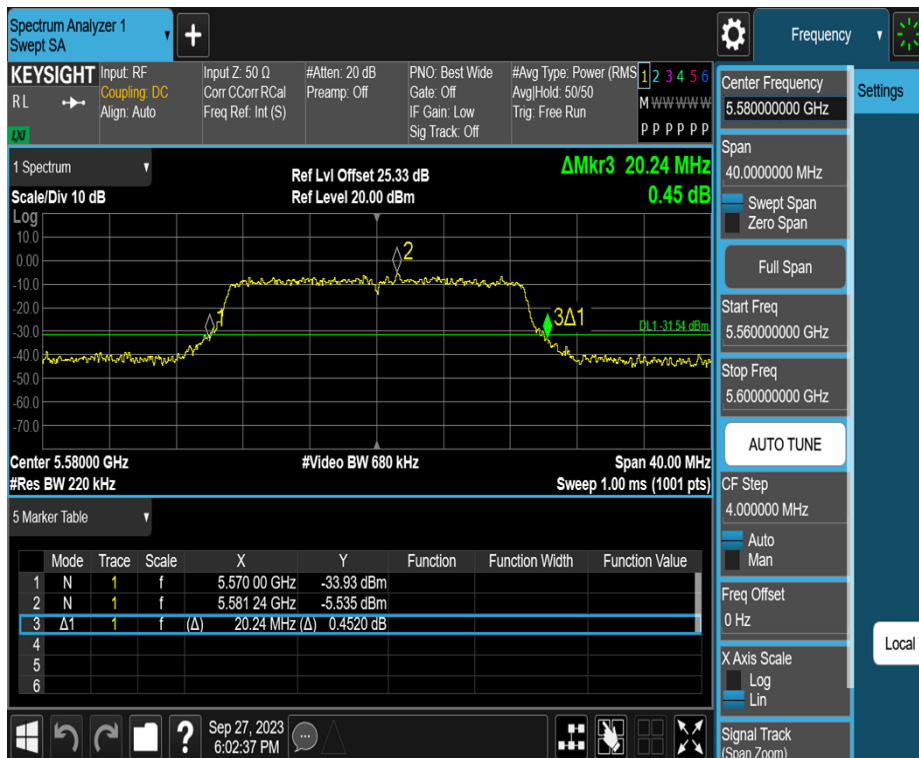 Spectrum Analyzer 1
Swept SA
Frequency
KEYSIGHT
Input: RF
Coupling: DC
Align: Auto
Input Z: 50 Ω
Corr CCorr RCal
Freq Ref: Int (S)
#Atten: 20 dB
Preamp: Off
PNO: Best Wide
Gate: Off
IF Gain: Low
Sig Track: Off
#Avg Type: Power (RMS
Avg|Hold: 50/50
Trig: Free Run
1 2 3 4 5 6
M W W W W W
P P P P P P
R L
LXI
Center Frequency
5.580000000 GHz
Settings
Span
40.0000000 MHz
Swept Span
Zero Span
Full Span
Start Freq
5.560000000 GHz
Stop Freq
5.600000000 GHz
AUTO TUNE
CF Step
4.000000 MHz
Auto
Man
Freq Offset
0 Hz
X Axis Scale
Log
Lin
Signal Track
(Span Zoom)
Local
1 Spectrum
Scale/Div 10 dB
Ref Lvl Offset 25.33 dB
Ref Level 20.00 dBm
ΔMkr3 20.24 MHz
0.45 dB
Log
10.0
0.00
-10.0
-20.0
-30.0
-40.0
-50.0
-60.0
-70.0
1
2
3Δ1
DL1 -31.54 dBm
Center 5.58000 GHz
#Video BW 680 kHz
Span 40.00 MHz
#Res BW 220 kHz
Sweep 1.00 ms (1001 pts)
5 Marker Table
Mode Trace Scale X Y Function Function Width Function Value
1 N 1 f 5.570 00 GHz -33.93 dBm
2 N 1 f 5.581 24 GHz -5.535 dBm
3 Δ1 1 f (Δ) 20.24 MHz (Δ) 0.4520 dB
4
5
6
?
Sep 27, 2023
6:02:37 PM